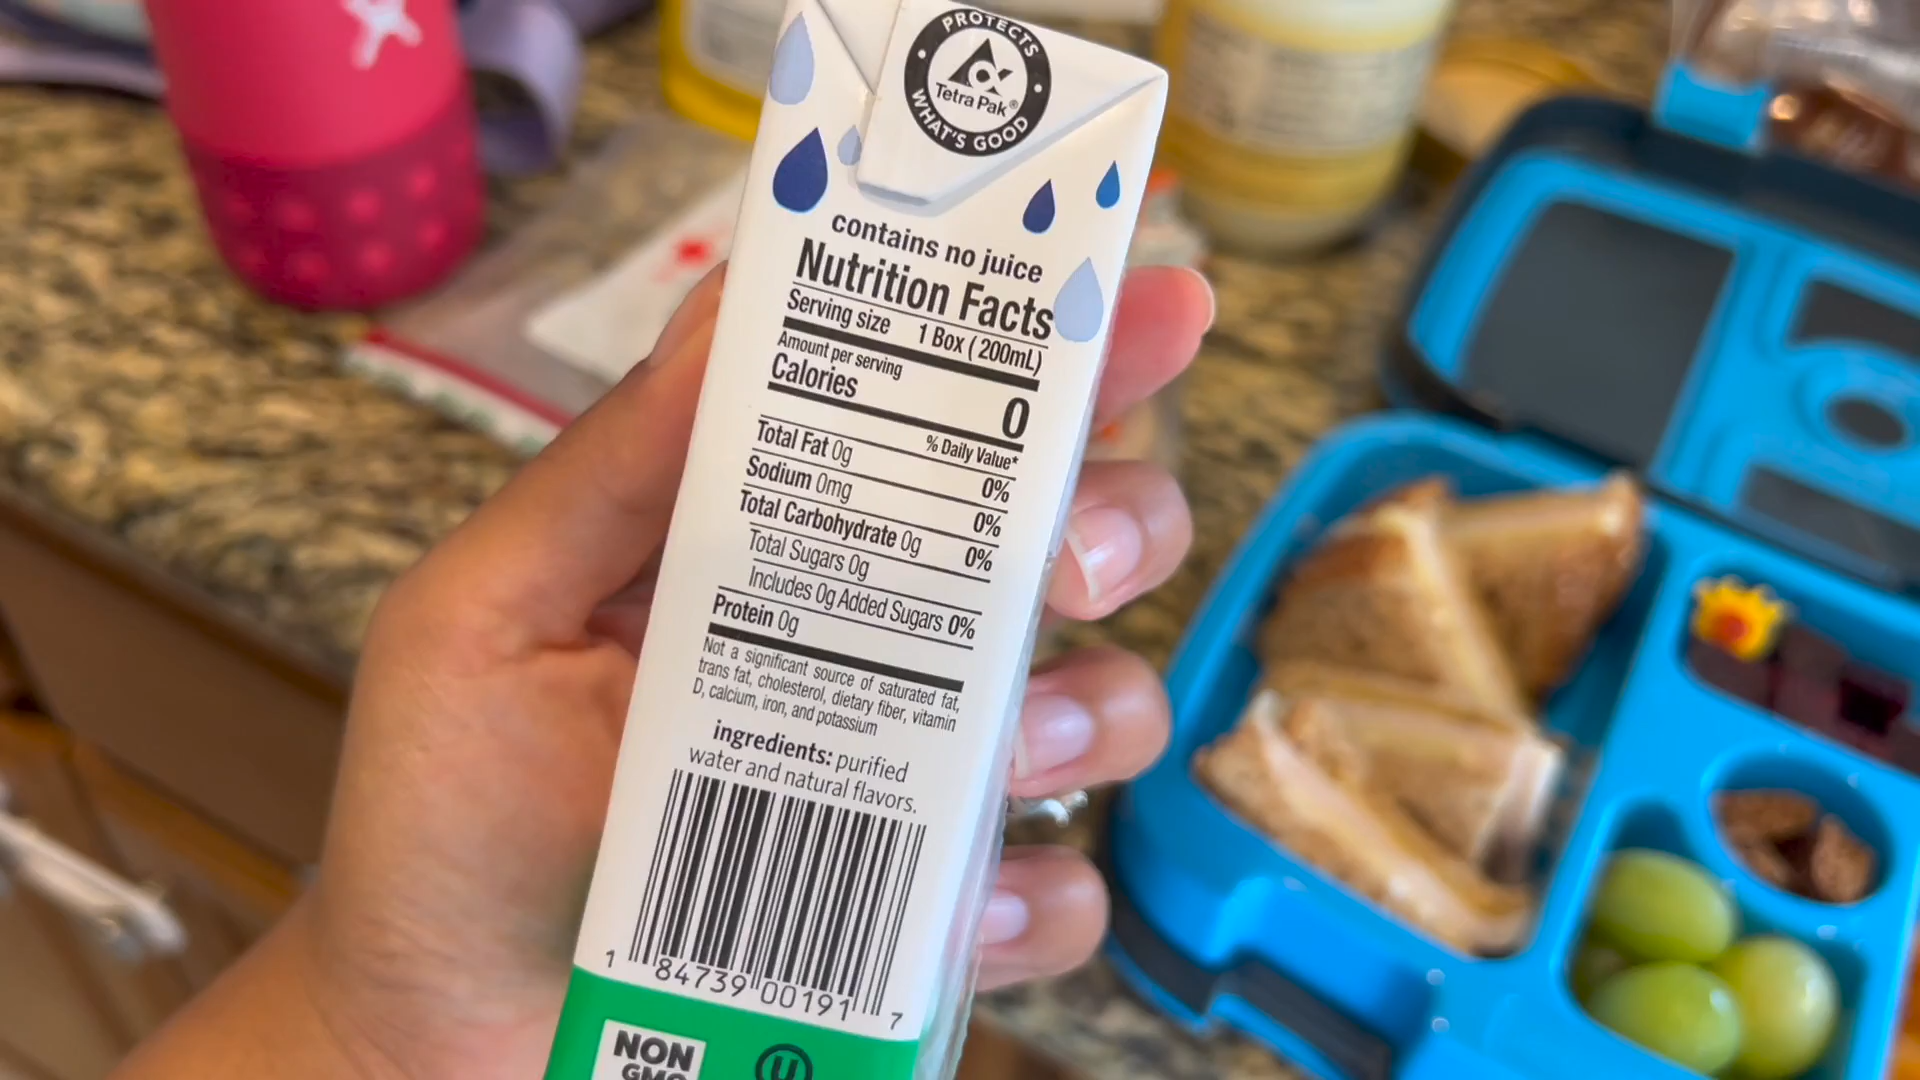 PROTECTS
Tetra Pak®
WHAT'S GOOD
contains no juice
Nutrition Facts
Serving size 1 Box ( 200mL)
Amount per serving
Calories 0
% Daily Value*
Total Fat 0g 0%
Sodium 0mg 0%
Total Carbohydrate 0g 0%
Total Sugars 0g
Includes 0g Added Sugars 0%
Protein 0g
Not a significant source of saturated fat,
trans fat, cholesterol, dietary fiber, vitamin
D, calcium, iron, and potassium
ingredients: purified
water and natural flavors.
1 84739 00191 7
NON
GMO
U